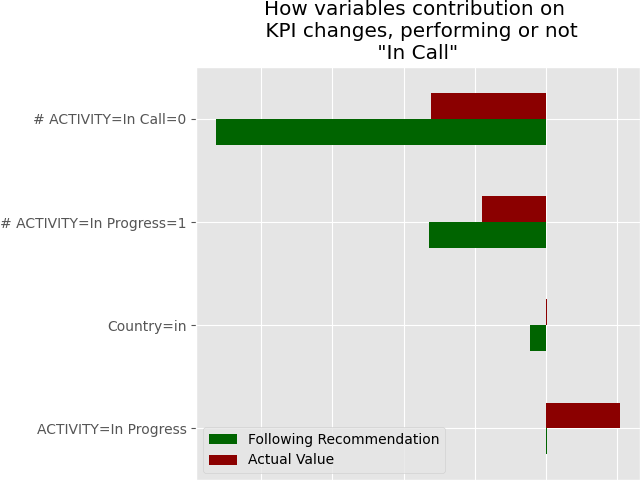 How variables contribution on
KPI changes, performing or not
"In Call"
# ACTIVITY=In Call=0
# ACTIVITY=In Progress=1
Country=in
ACTIVITY=In Progress
Following Recommendation
Actual Value